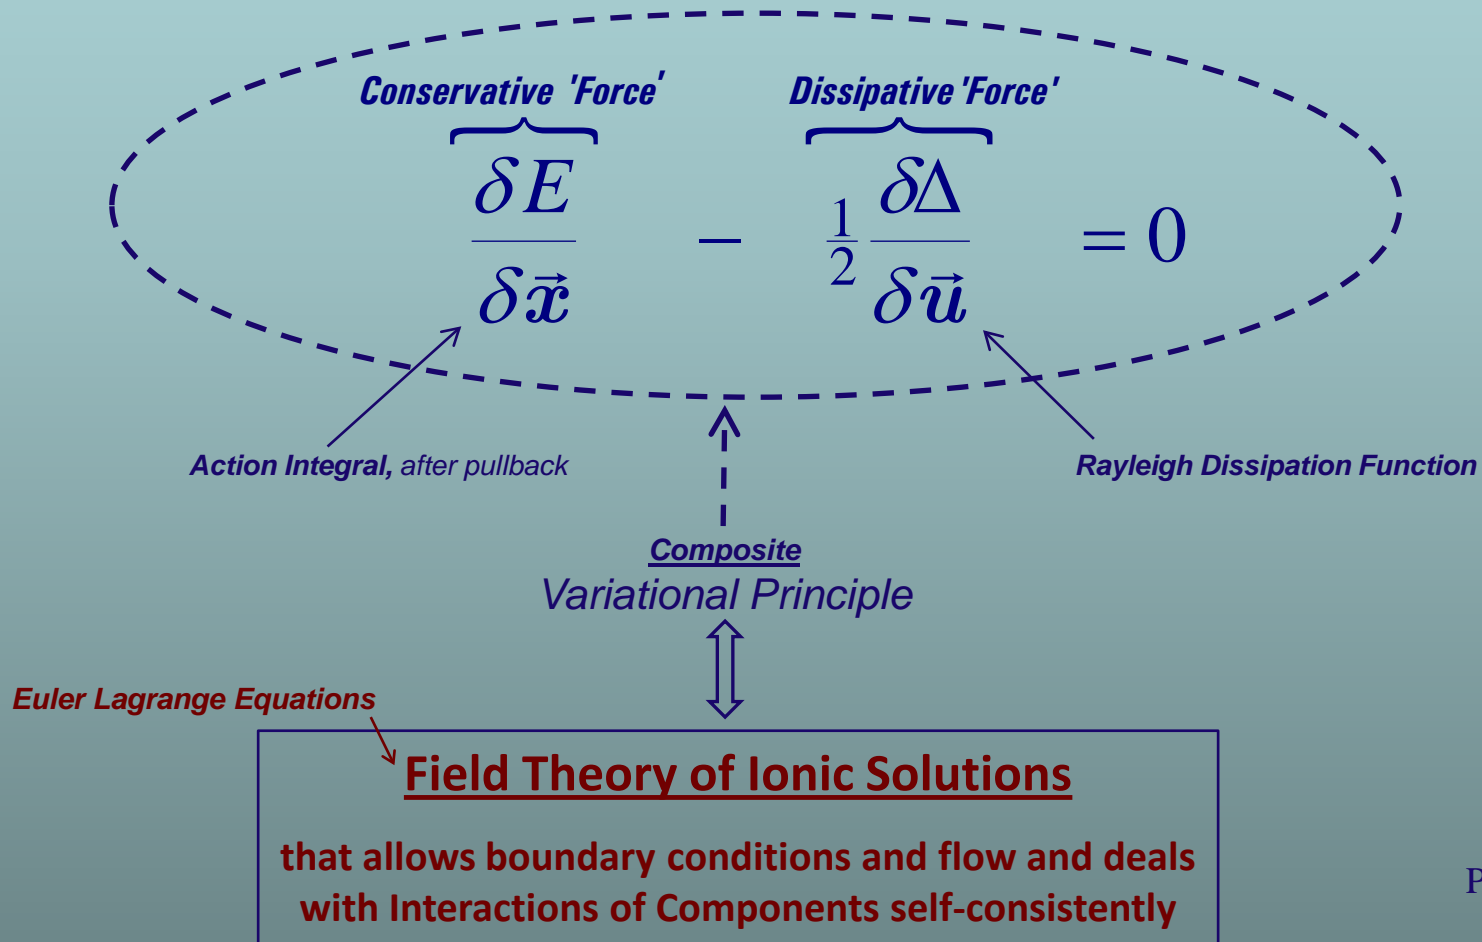 Conservative 'Force' Dissipative 'Force'
δE/δx⃗ − ½ δΔ/δu⃗ = 0
Action Integral, after pullback
Rayleigh Dissipation Function
Composite
Variational Principle
Euler Lagrange Equations
Field Theory of Ionic Solutions
that allows boundary conditions and flow and deals
with Interactions of Components self-consistently
P